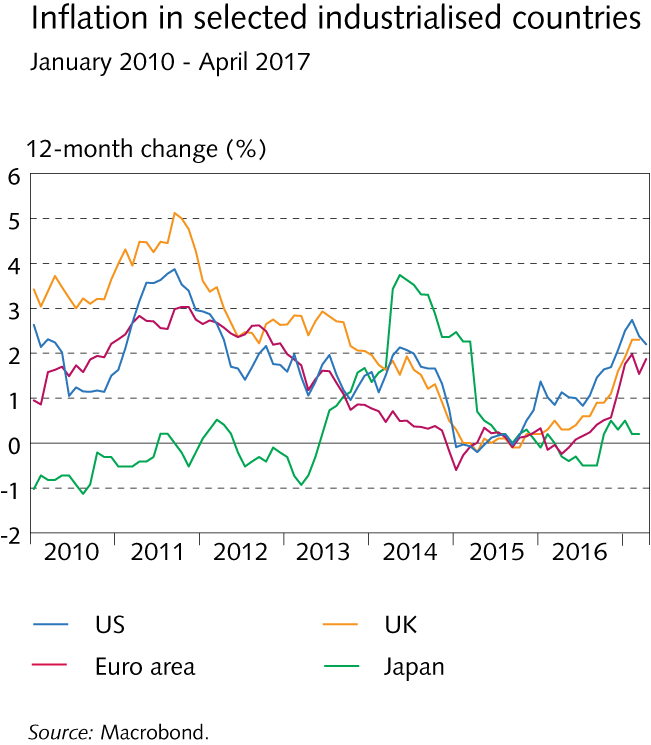 Inflation in selected industrialised countries
January 2010 - April 2017
12-month change (%)
6
5
4
3
2
1
0
-1
-2
2010 2011 2012 2013 2014 2015 2016
US UK
Euro area Japan
Source: Macrobond.